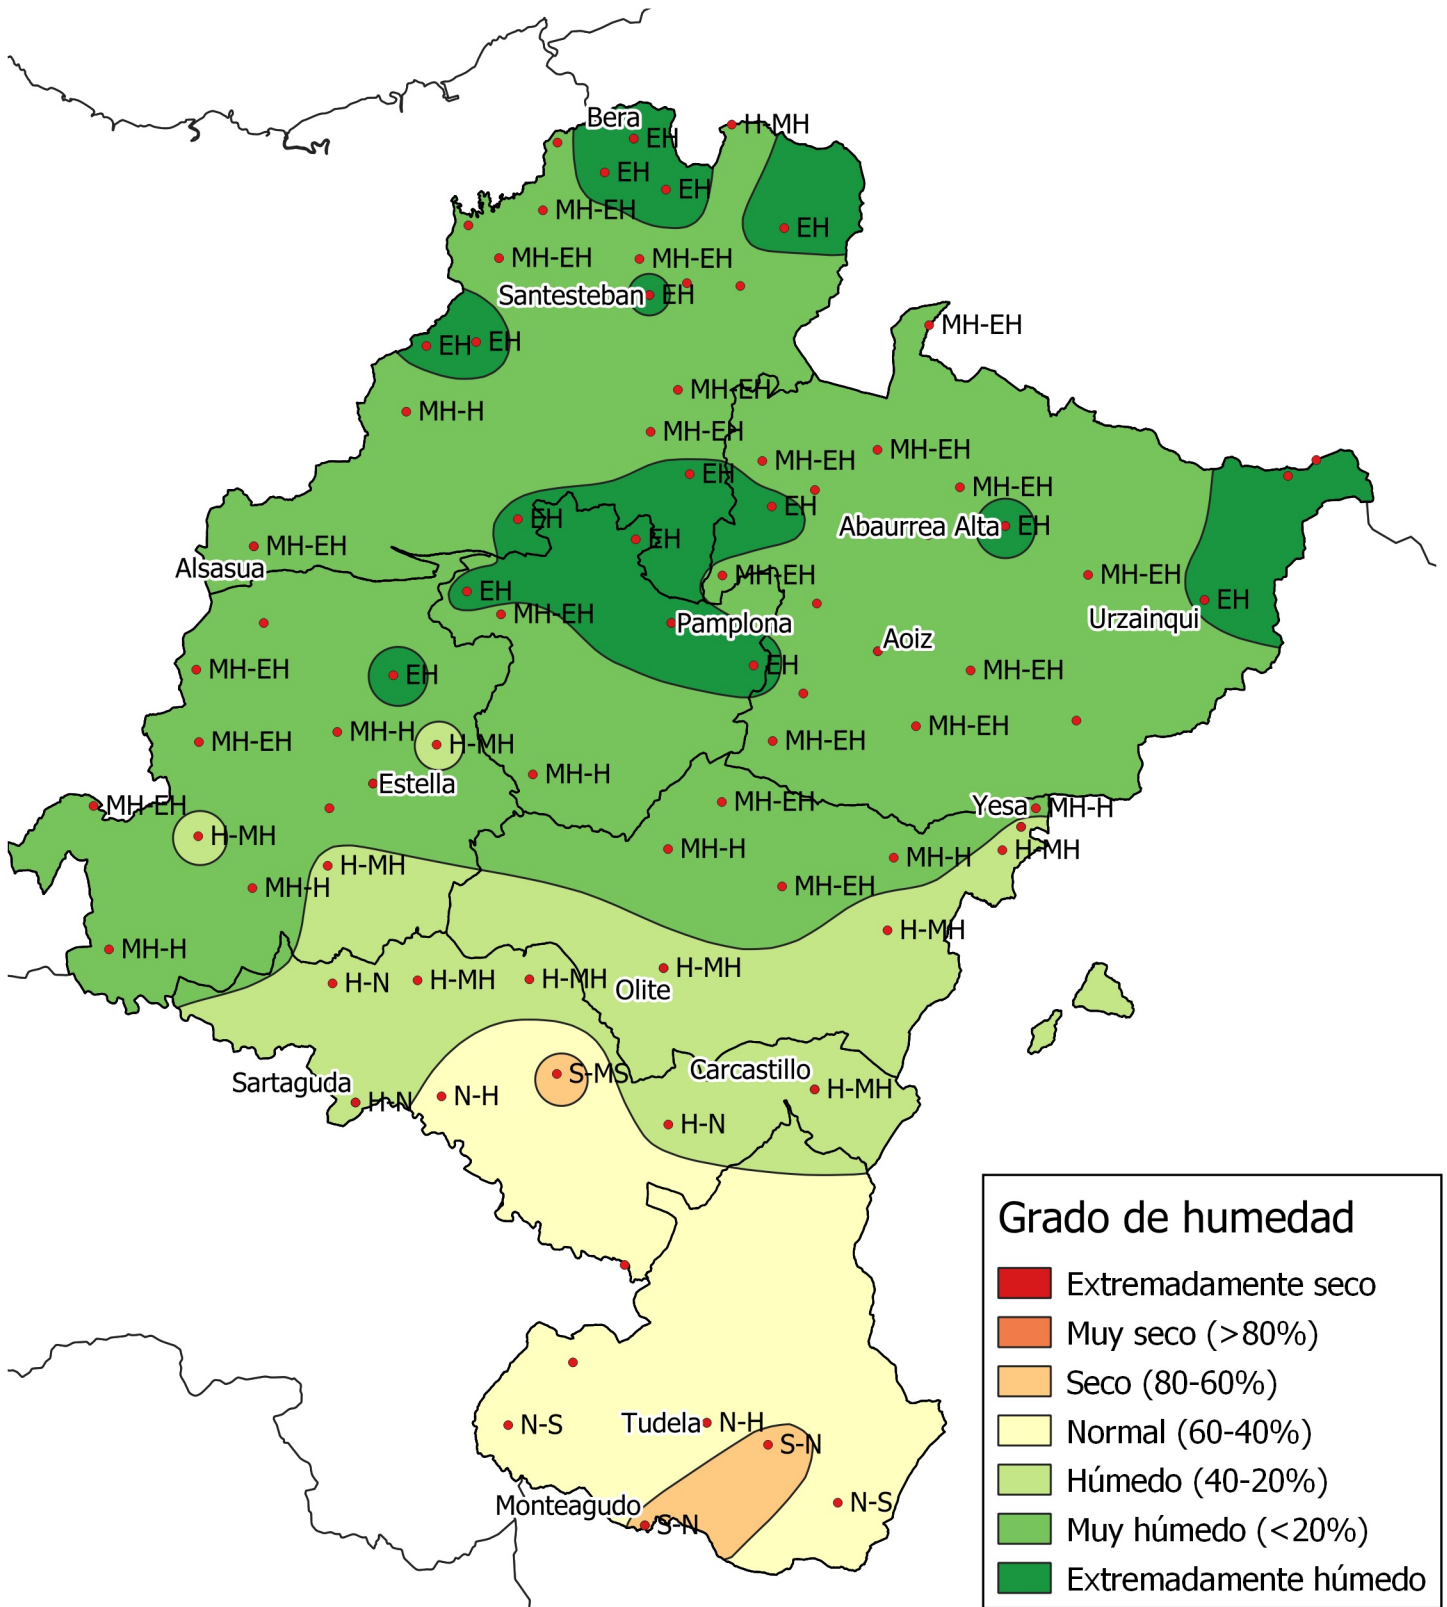 Bera
EH
H-MH
EH
EH
MH-EH
EH
MH-EH
MH-EH
Santesteban
EH
MH-EH
EH
EH
MH-EH
MH-H
MH-EH
MH-EH
MH-EH
EH
MH-EH
EH
EH
Abaurrea Alta
EH
EH
MH-EH
Alsasua
MH-EH
MH-EH
EH
EH
MH-EH
Urzainqui
Pamplona
Aoiz
MH-EH
EH
MH-EH
EH
MH-EH
MH-H
MH-EH
H-MH
MH-EH
MH-H
Estella
MH-EH
MH-EH
Yesa
MH-H
H-MH
MH-H
H-MH
MH-H
H-MH
MH-H
MH-EH
H-MH
MH-H
H-MH
H-N
H-MH
H-MH
Olite
S-MS
Carcastillo
Sartaguda
H-N
N-H
H-MH
H-N
Grado de humedad
Extremadamente seco
Muy seco (>80%)
Seco (80-60%)
Normal (60-40%)
Húmedo (40-20%)
Muy húmedo (<20%)
Extremadamente húmedo
N-S
Tudela
N-H
S-N
Monteagudo
S-N
N-S